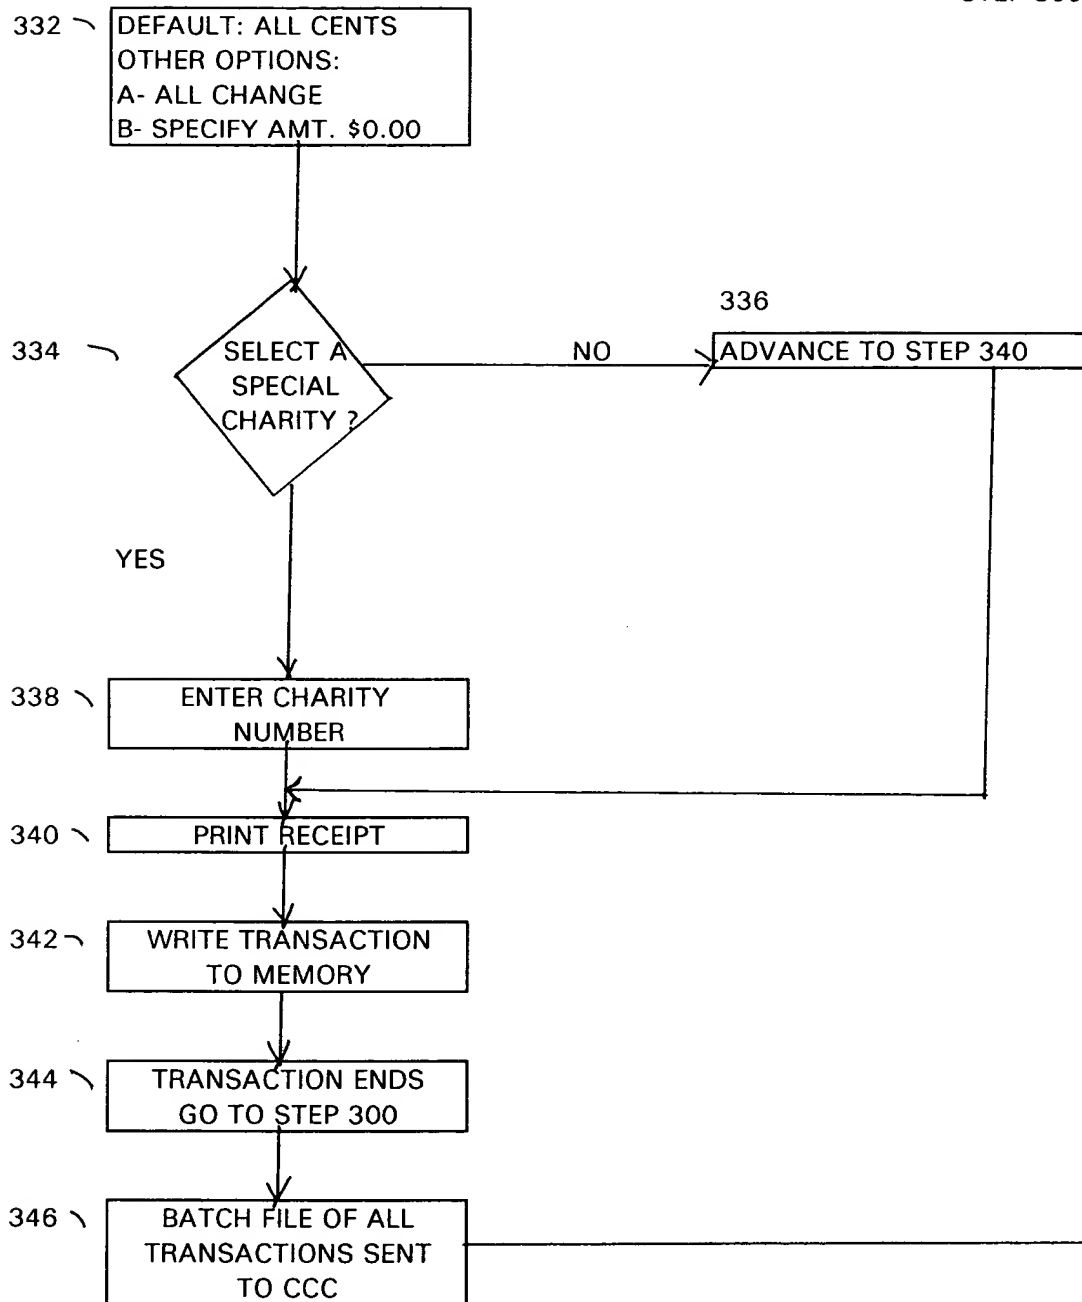 332
DEFAULT: ALL CENTS
OTHER OPTIONS:
A- ALL CHANGE
B- SPECIFY AMT. $0.00
334
SELECT A
SPECIAL
CHARITY ?
NO
336
ADVANCE TO STEP 340
YES
338
ENTER CHARITY
NUMBER
340
PRINT RECEIPT
342
WRITE TRANSACTION
TO MEMORY
344
TRANSACTION ENDS
GO TO STEP 300
346
BATCH FILE OF ALL
TRANSACTIONS SENT
TO CCC